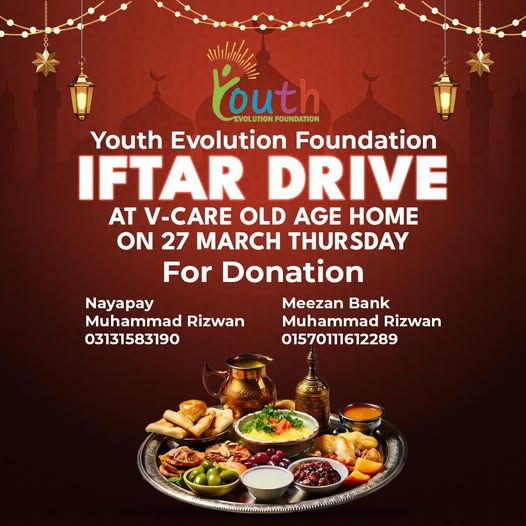 Youth
EVOLUTION FOUNDATION
Youth Evolution Foundation
IFTAR DRIVE
AT V-CARE OLD AGE HOME
ON 27 MARCH THURSDAY
For Donation
Nayapay
Muhammad Rizwan
03131583190
Meezan Bank
Muhammad Rizwan
01570111612289